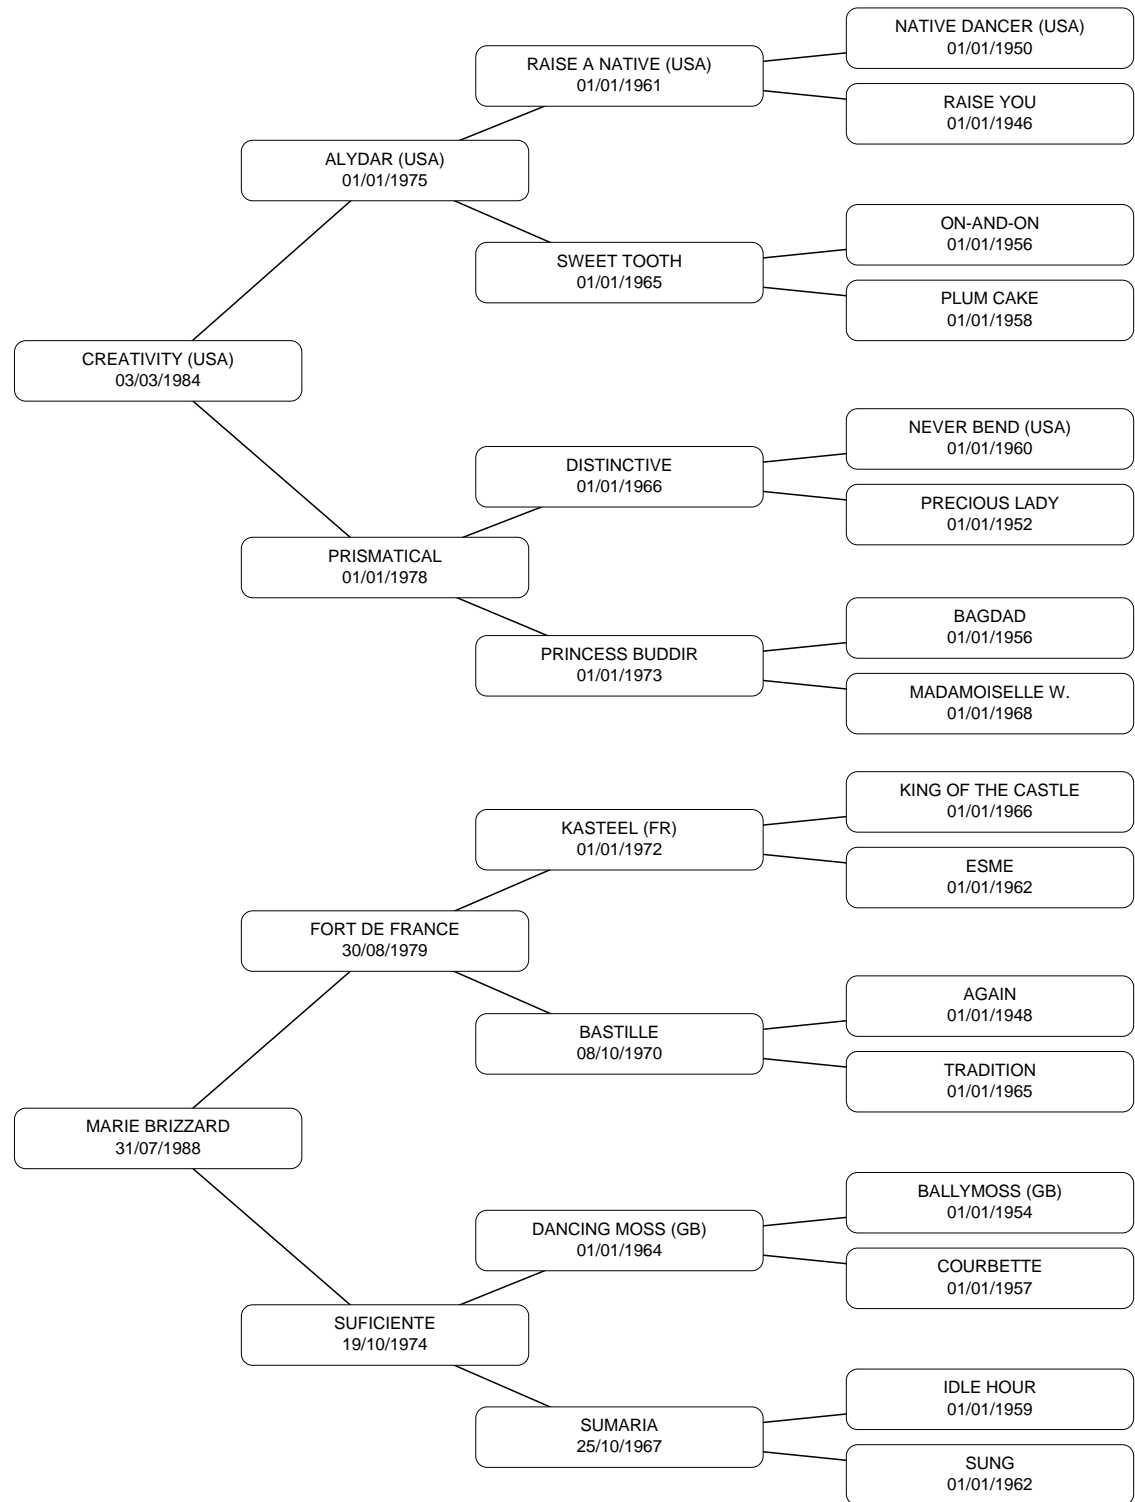 NATIVE DANCER (USA)
01/01/1950
RAISE A NATIVE (USA)
01/01/1961
RAISE YOU
01/01/1946
ALYDAR (USA)
01/01/1975
ON-AND-ON
01/01/1956
SWEET TOOTH
01/01/1965
PLUM CAKE
01/01/1958
CREATIVITY (USA)
03/03/1984
NEVER BEND (USA)
01/01/1960
DISTINCTIVE
01/01/1966
PRECIOUS LADY
01/01/1952
PRISMATICAL
01/01/1978
BAGDAD
01/01/1956
PRINCESS BUDDIR
01/01/1973
MADAMOISELLE W.
01/01/1968
KING OF THE CASTLE
01/01/1966
KASTEEL (FR)
01/01/1972
ESME
01/01/1962
FORT DE FRANCE
30/08/1979
AGAIN
01/01/1948
BASTILLE
08/10/1970
TRADITION
01/01/1965
MARIE BRIZZARD
31/07/1988
BALLYMOSS (GB)
01/01/1954
DANCING MOSS (GB)
01/01/1964
COURBETTE
01/01/1957
SUFICIENTE
19/10/1974
IDLE HOUR
01/01/1959
SUMARIA
25/10/1967
SUNG
01/01/1962